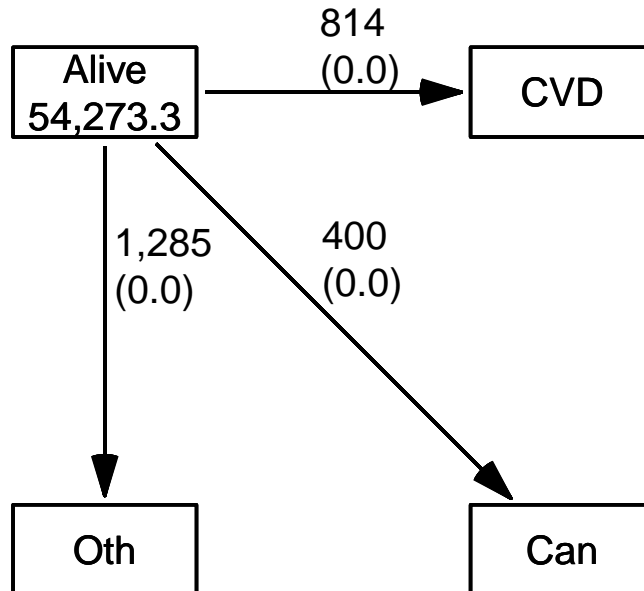 814
(0.0)
Alive
54,273.3
CVD
1,285
(0.0)
400
(0.0)
Oth
Can